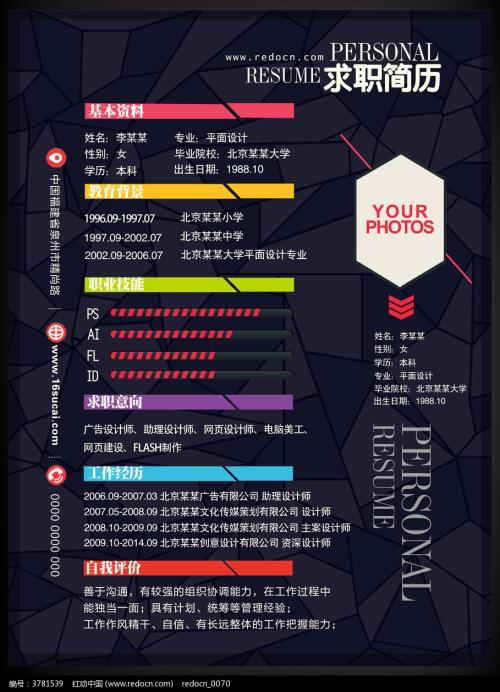 www.redocn.com PERSONAL
RESUME 求职简历
基本资料
姓名：李某某 专业：平面设计
性别：女 毕业院校：北京某某大学
学历：本科 出生日期：1988.10
教育背景
1996.09-1997.07 北京某某小学
1997.09-2002.07 北京某某中学
2002.09-2006.07 北京某某大学平面设计专业
职业技能
PS
AI
FL
ID
求职意向
广告设计师、助理设计师、网页设计师、电脑美工、
网页建设、FLASH制作
工作经历
2006.09-2007.03 北京某某广告有限公司 助理设计师
2007.05-2008.09 北京某某文化传媒策划有限公司 设计师
2008.10-2009.09 北京某某文化传媒策划有限公司 主案设计师
2009.10-2014.09 北京某某创意设计有限公司 资深设计师
自我评价
善于沟通，有较强的组织协调能力，在工作过程中
能独当一面；具有计划、统筹等管理经验；
工作作风精干、自信、有长远整体的工作把握能力；
中国福建省泉州市精尚路
www.16sucai.com
0000 0000 000
YOUR
PHOTOS
姓名：李某某
性别：女
学历：本科
专业：平面设计
毕业院校：北京某某大学
出生日期：1988.10
PERSONAL
RESUME
编号：3781539 红动中国 (www.redocn.com) redocn_0070